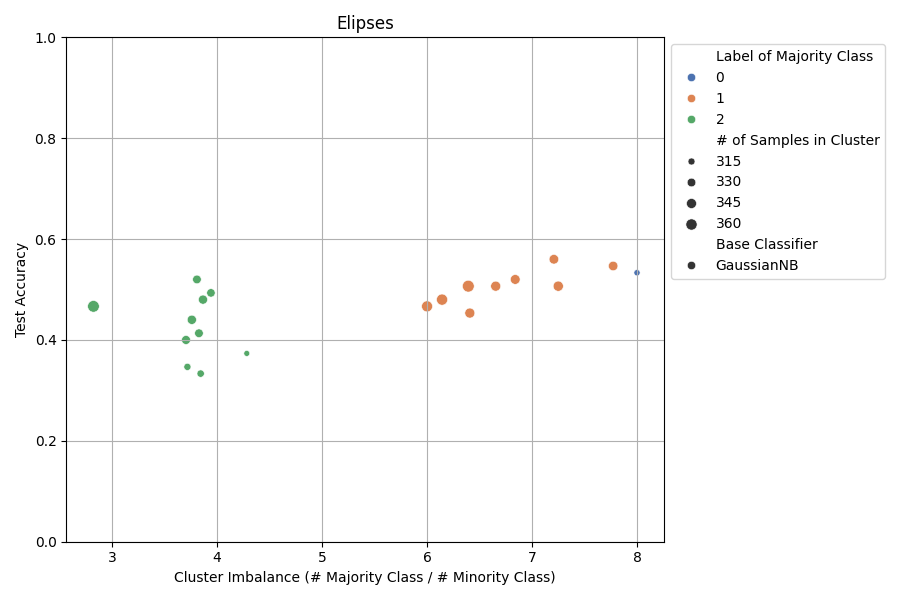 Elipses
Test Accuracy
1.0
0.8
0.6
0.4
0.2
0.0
3 4 5 6 7 8
Cluster Imbalance (# Majority Class / # Minority Class)
Label of Majority Class
0
1
2
# of Samples in Cluster
315
330
345
360
Base Classifier
GaussianNB